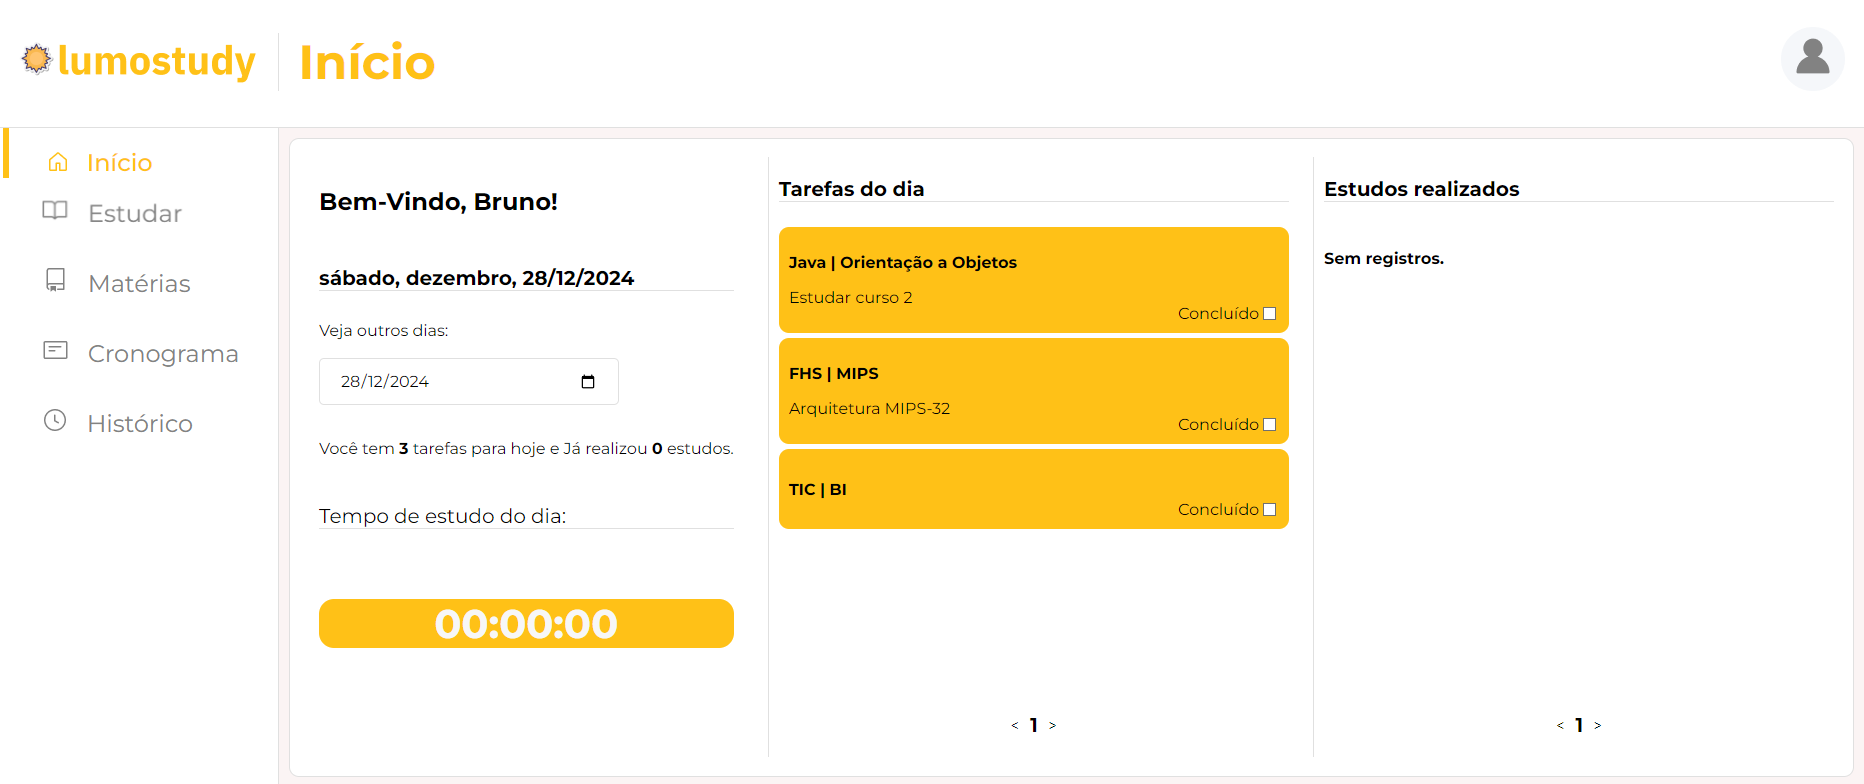 lumostudy
Início
Início
Estudar
Matérias
Cronograma
Histórico
Bem-Vindo, Bruno!
sábado, dezembro, 28/12/2024
Veja outros dias:
28/12/2024
Você tem 3 tarefas para hoje e Já realizou 0 estudos.
Tempo de estudo do dia:
00:00:00
Tarefas do dia
Java | Orientação a Objetos
Estudar curso 2
Concluído
FHS | MIPS
Arquitetura MIPS-32
Concluído
TIC | BI
Concluído
< 1 >
Estudos realizados
Sem registros.
< 1 >